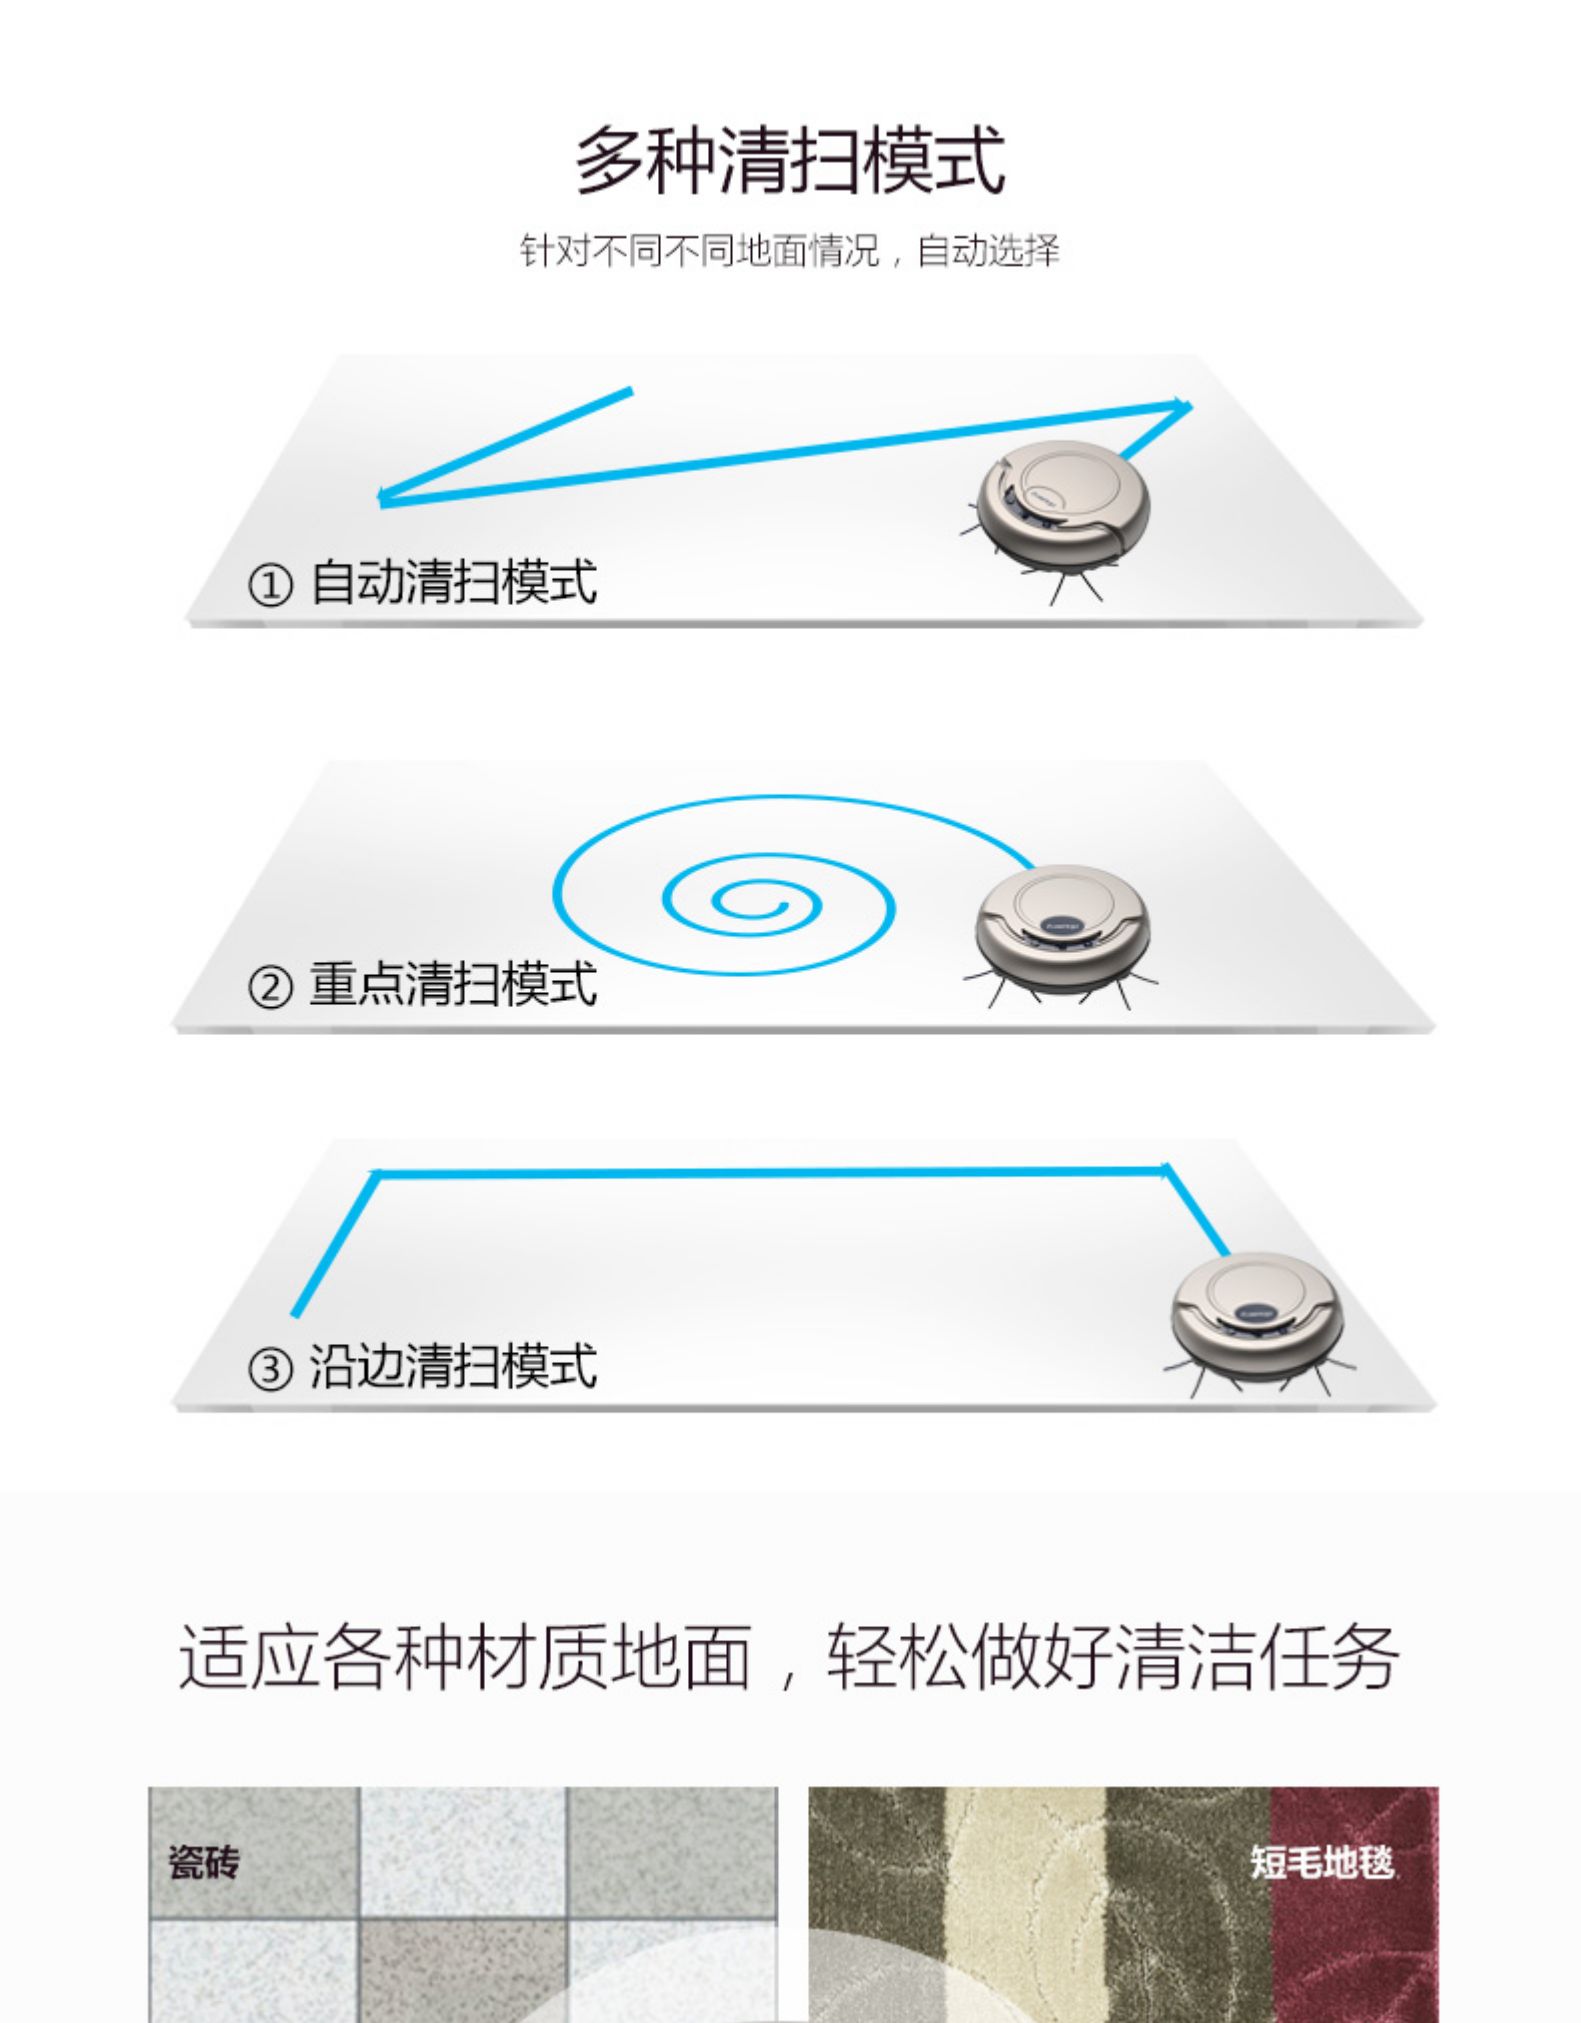 多种清扫模式
针对不同不同地面情况，自动选择
① 自动清扫模式
② 重点清扫模式
③ 沿边清扫模式
适应各种材质地面，轻松做好清洁任务
瓷砖
短毛地毯